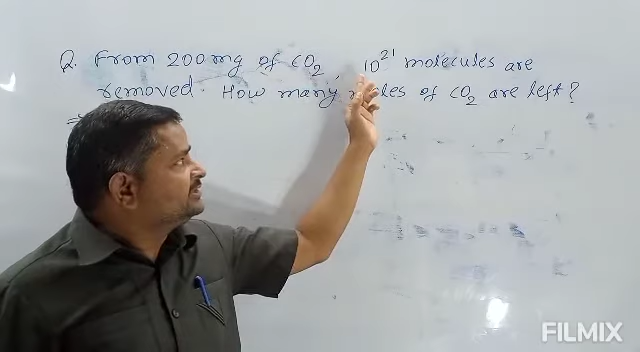 Q. From 200 mg of CO₂, 10²¹ molecules are
removed. How many moles of CO₂ are left?
FILMIX